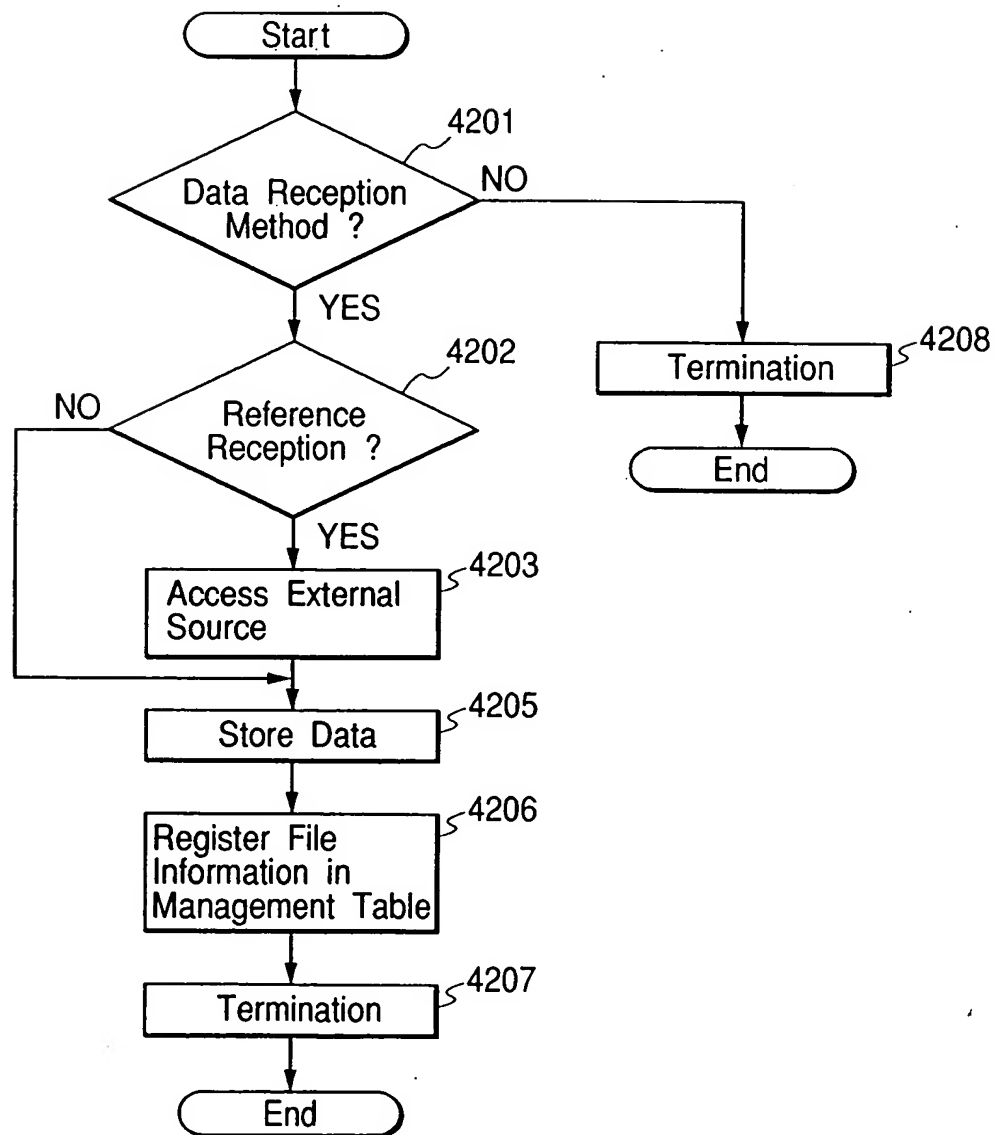 Start
4201
Data Reception
Method ?
NO
YES
4202
NO
Reference
Reception ?
4208
Termination
End
YES
4203
Access External
Source
4205
Store Data
4206
Register File
Information in
Management Table
4207
Termination
End